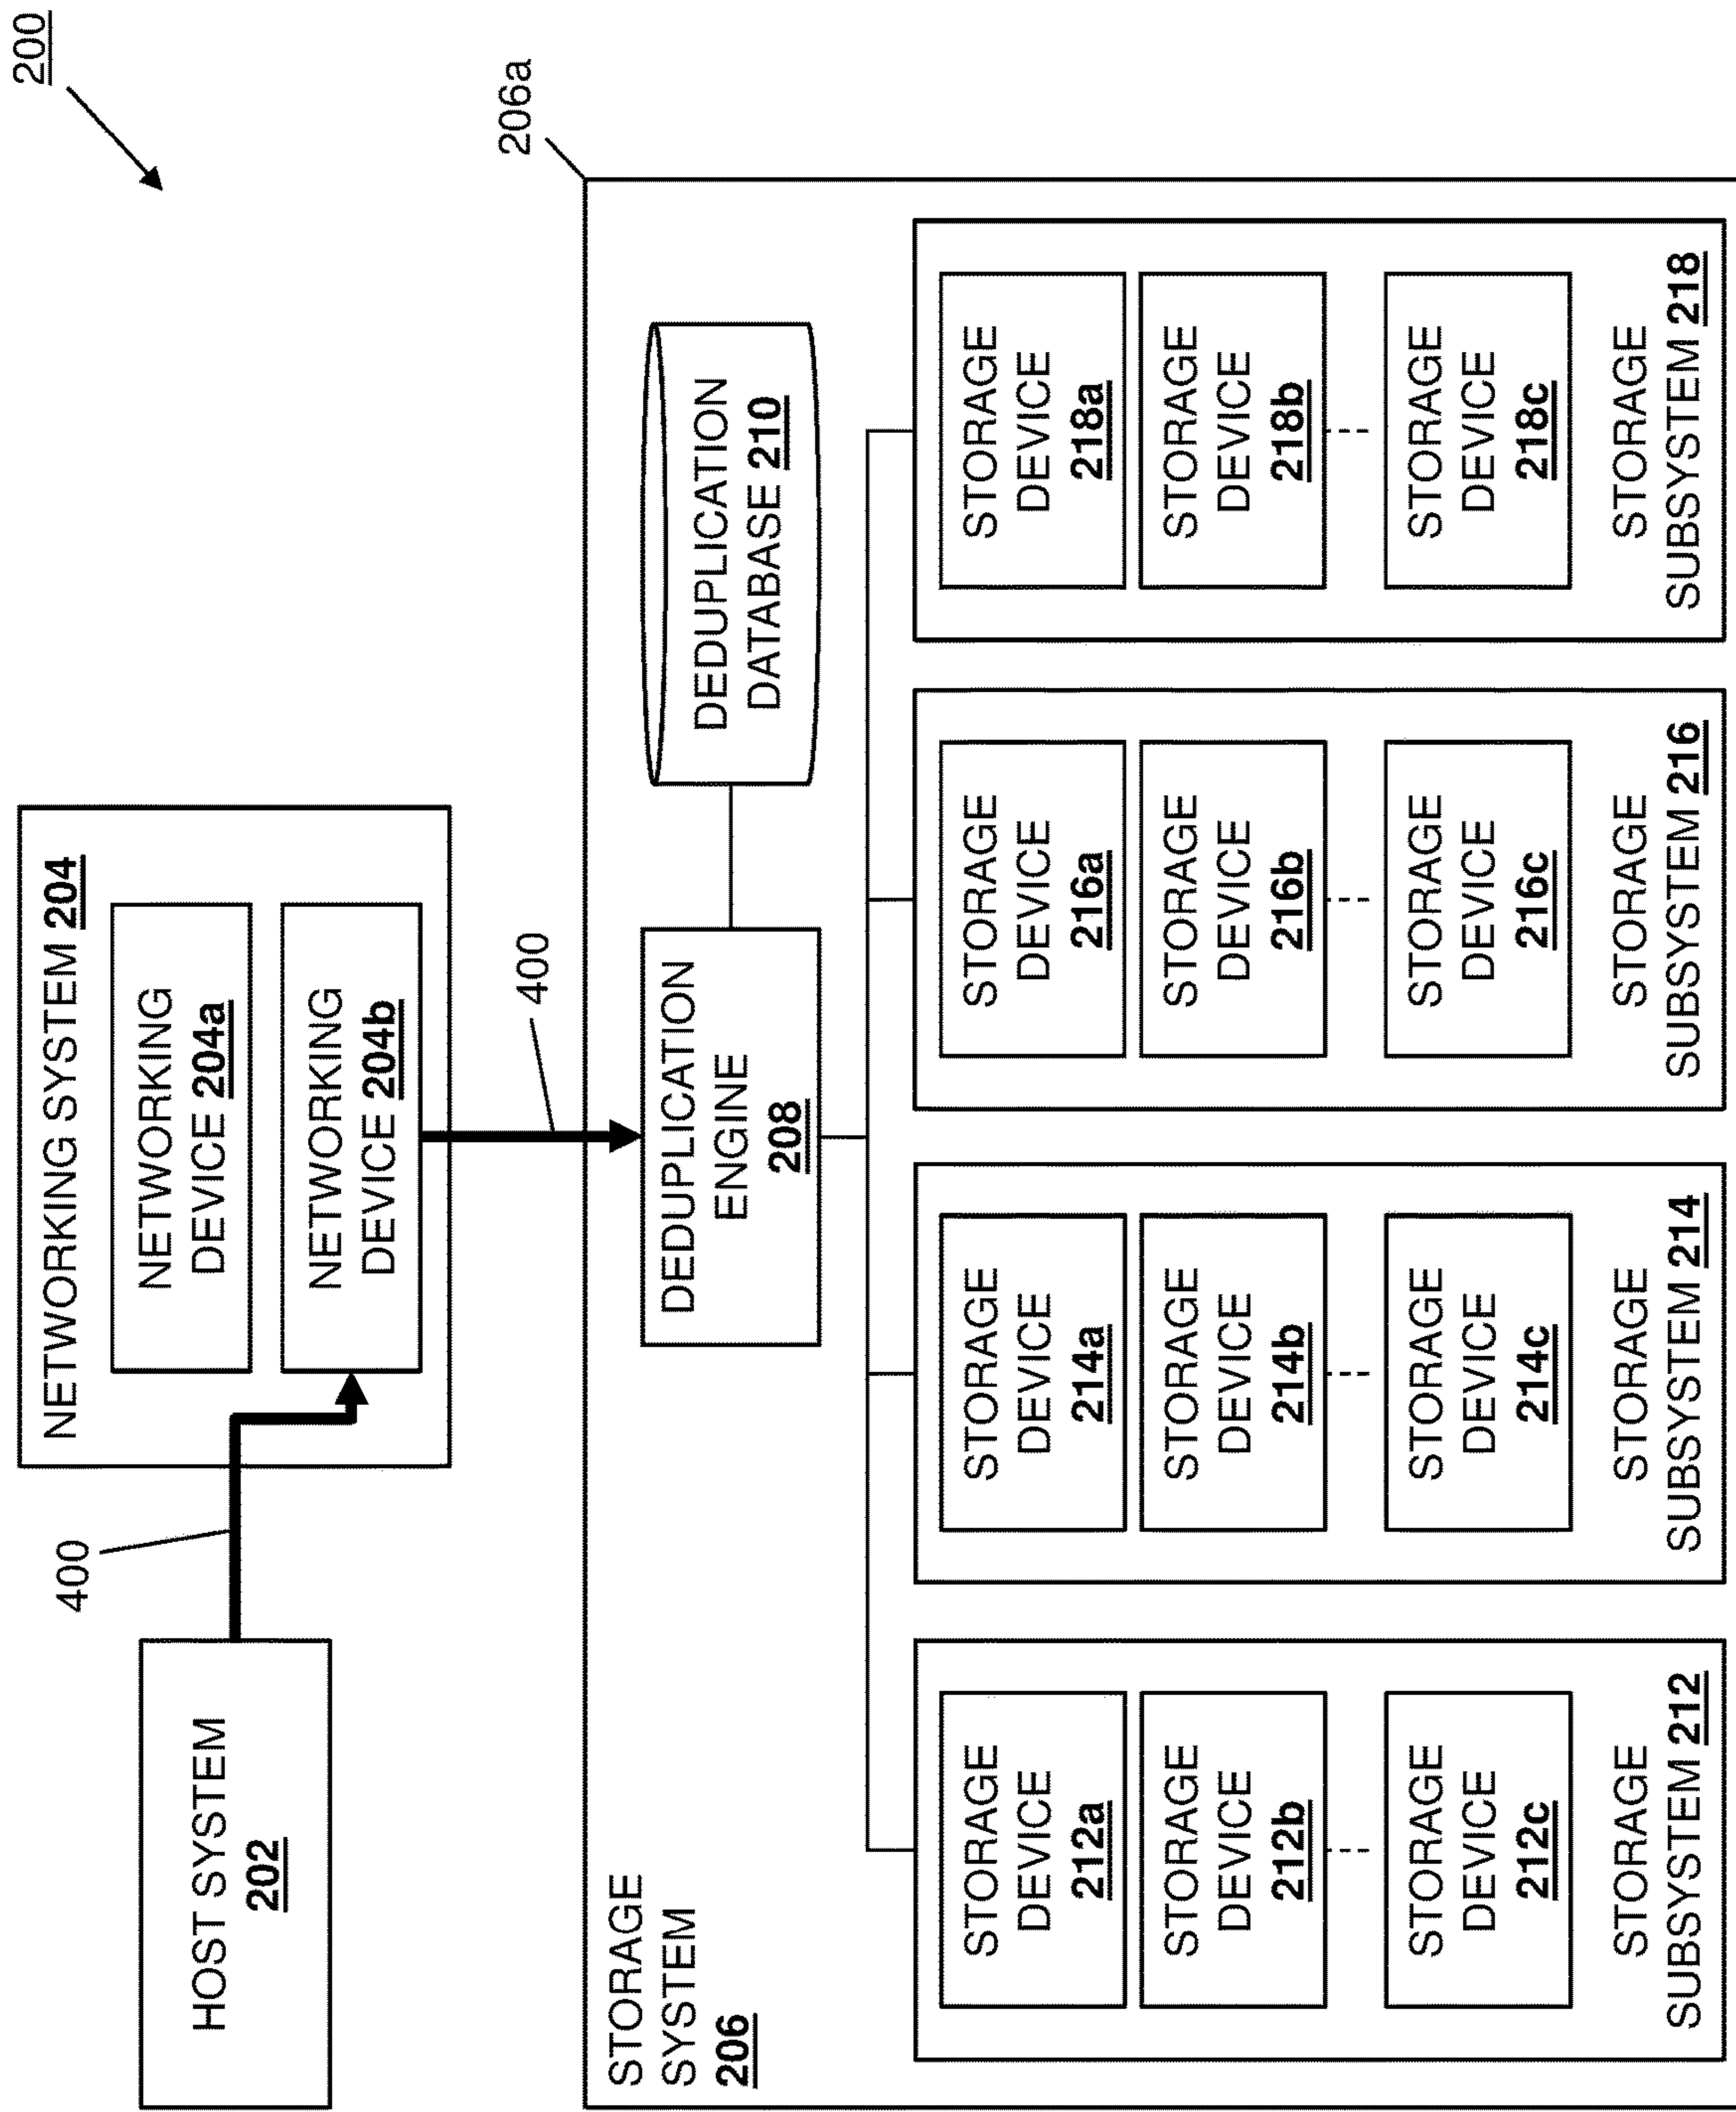 200
HOST SYSTEM
202
400
NETWORKING SYSTEM 204
NETWORKING
DEVICE 204a
NETWORKING
DEVICE 204b
400
206a
STORAGE
SYSTEM
206
DEDUPLICATION
ENGINE
208
DEDUPLICATION
DATABASE 210
STORAGE
DEVICE
212a
STORAGE
DEVICE
212b
STORAGE
DEVICE
212c
STORAGE
SUBSYSTEM 212
STORAGE
DEVICE
214a
STORAGE
DEVICE
214b
STORAGE
DEVICE
214c
STORAGE
SUBSYSTEM 214
STORAGE
DEVICE
216a
STORAGE
DEVICE
216b
STORAGE
DEVICE
216c
STORAGE
SUBSYSTEM 216
STORAGE
DEVICE
218a
STORAGE
DEVICE
218b
STORAGE
DEVICE
218c
STORAGE
SUBSYSTEM 218